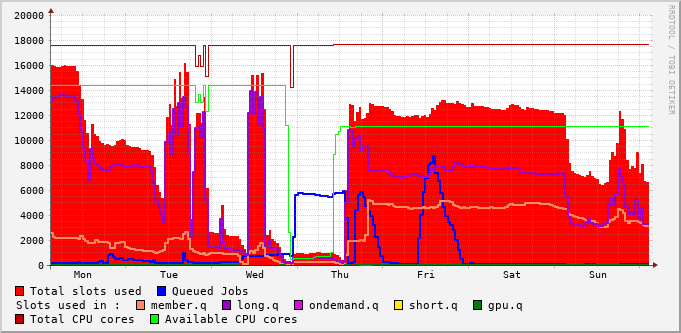 20000
18000
16000
14000
12000
10000
8000
6000
4000
2000
0
Mon Tue Wed Thu Fri Sat Sun
RRDTOOL / TOBI OETIKER
Total slots used Queued Jobs
Slots used in : member.q long.q ondemand.q short.q gpu.q
Total CPU cores Available CPU cores